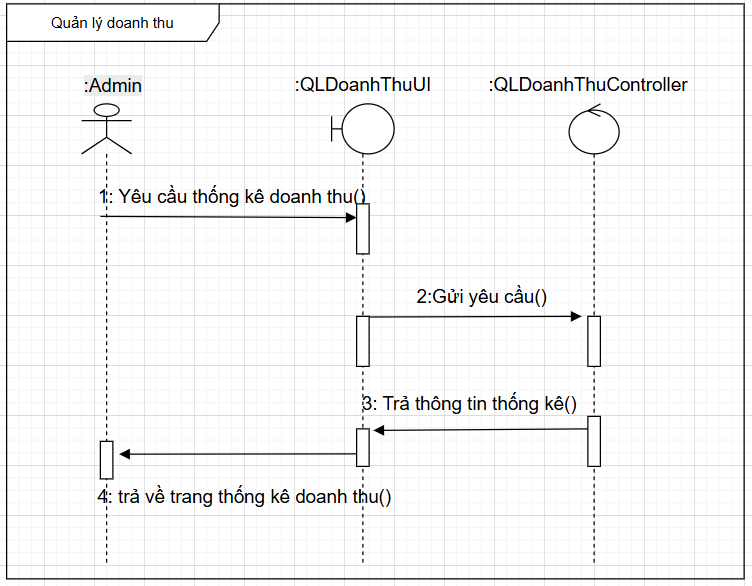 Quản lý doanh thu
:Admin
:QLDoanhThuUI
:QLDoanhThuController
1: Yêu cầu thống kê doanh thu()
2:Gửi yêu cầu()
3: Trả thông tin thống kê()
4: trả về trang thống kê doanh thu()